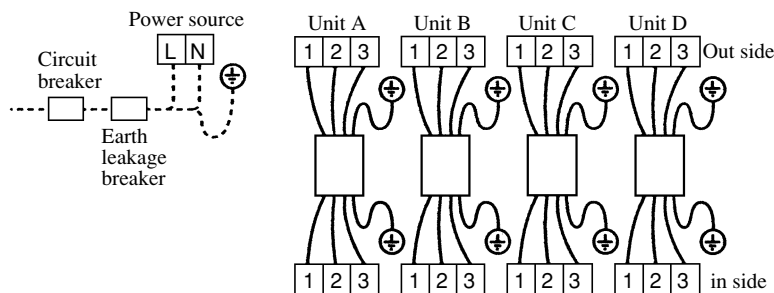 Power source
L N
Circuit
breaker
Earth
leakage
breaker
Unit A Unit B Unit C Unit D
1 2 3 1 2 3 1 2 3 1 2 3 Out side
1 2 3 1 2 3 1 2 3 1 2 3 in side